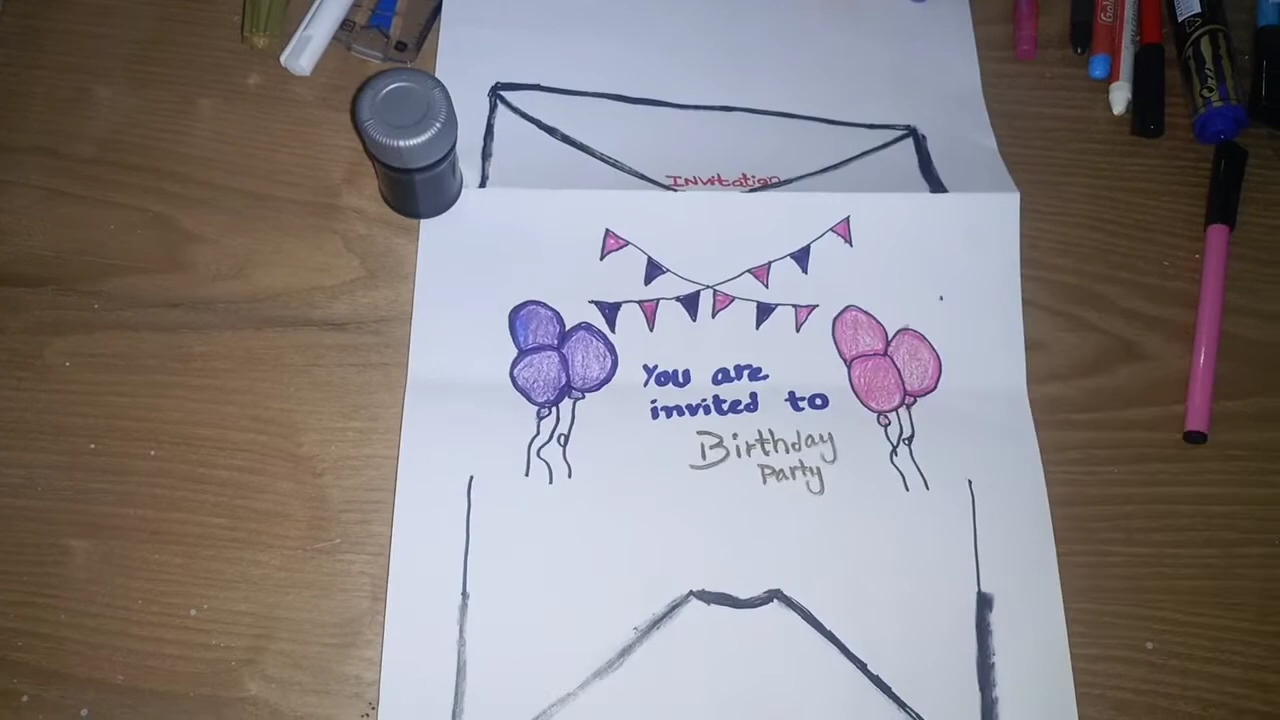 INVitation
You are
invited to
Birthday
Party